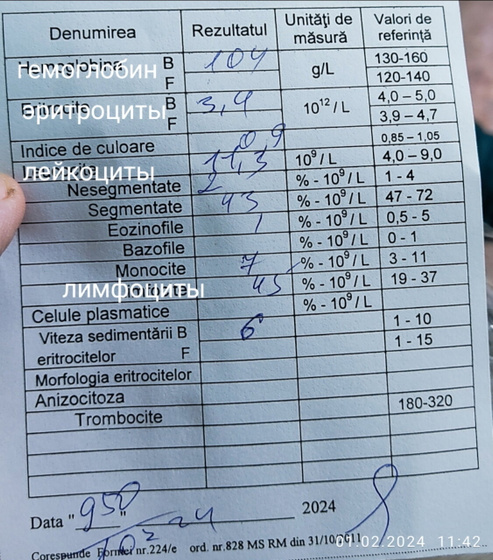 Denumirea Rezultatul Unități de măsură Valori de referință
гемоглобин B 104 g/L 130-160
F 120-140
эритроциты B 3,4 10¹² / L 4,0 – 5,0
F 3,9 – 4,7
Indice de culoare 0,9 0,85 – 1,05
лейкоциты 11,3 10⁹ / L 4,0 – 9,0
Nesegmentate 2 % - 10⁹ / L 1 - 4
Segmentate 45 % - 10⁹ / L 47 - 72
Eozinofile 1 % - 10⁹ / L 0,5 - 5
Bazofile % - 10⁹ / L 0 - 1
Monocite 7 % - 10⁹ / L 3 - 11
лимфоциты 45 % - 10⁹ / L 19 - 37
Celule plasmatice % - 10⁹ / L
Viteza sedimentării B 6 1 - 10
eritrocitelor F 1 - 15
Morfologia eritrocitelor
Anizocitoza
Trombocite 180-320
Data " 958 " 2024
Corespunde Formei nr.224/e ord. nr.828 MS RM din 31/10/2011
09.02.2024 11:42